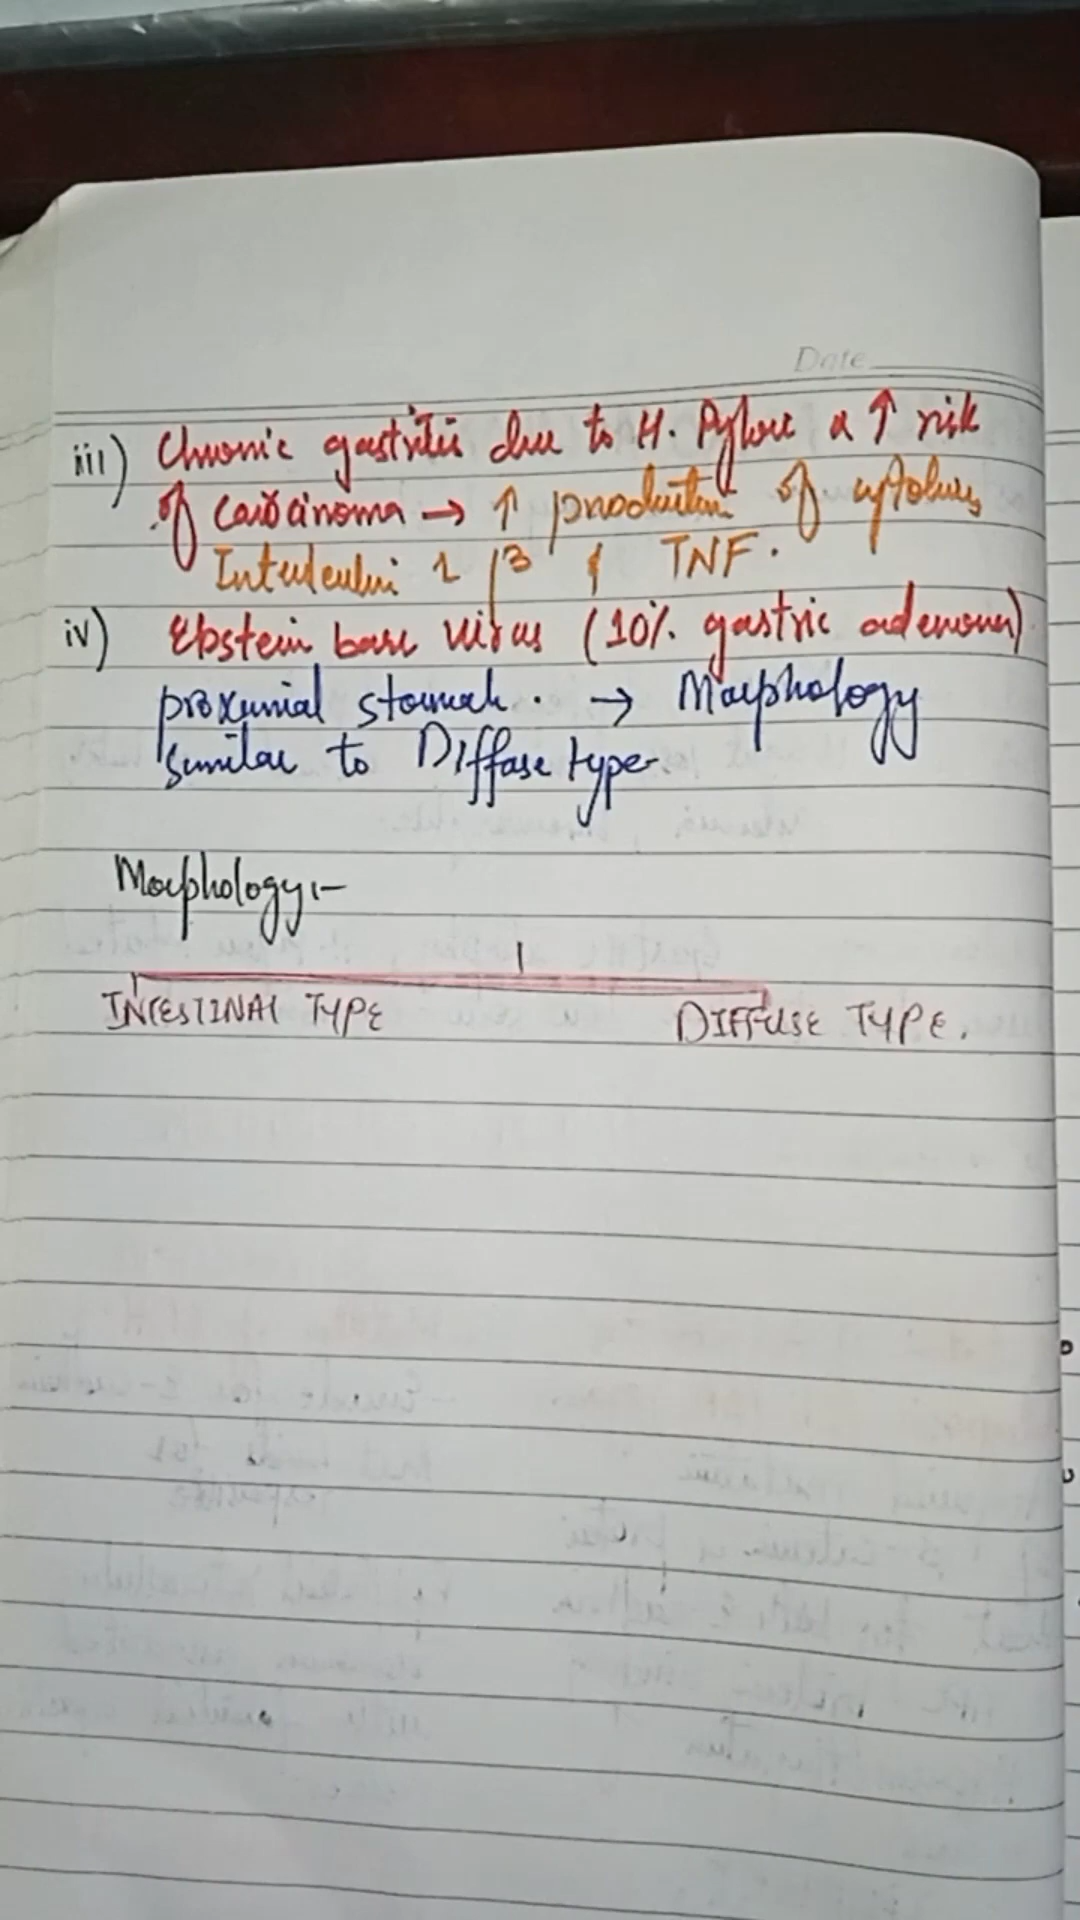 Date
iii) Chronic gastritis due to H. Pylori a ↑ risk
of carcinoma → ↑ production of cytokines
Interleukin 1 β & TNF.
iv) Ebstein barr virus (10% gastric adenoma)
proximal stomach. → Morphology
similar to Diffuse type.
Morphology:-
INTESTINAL TYPE DIFFUSE TYPE.